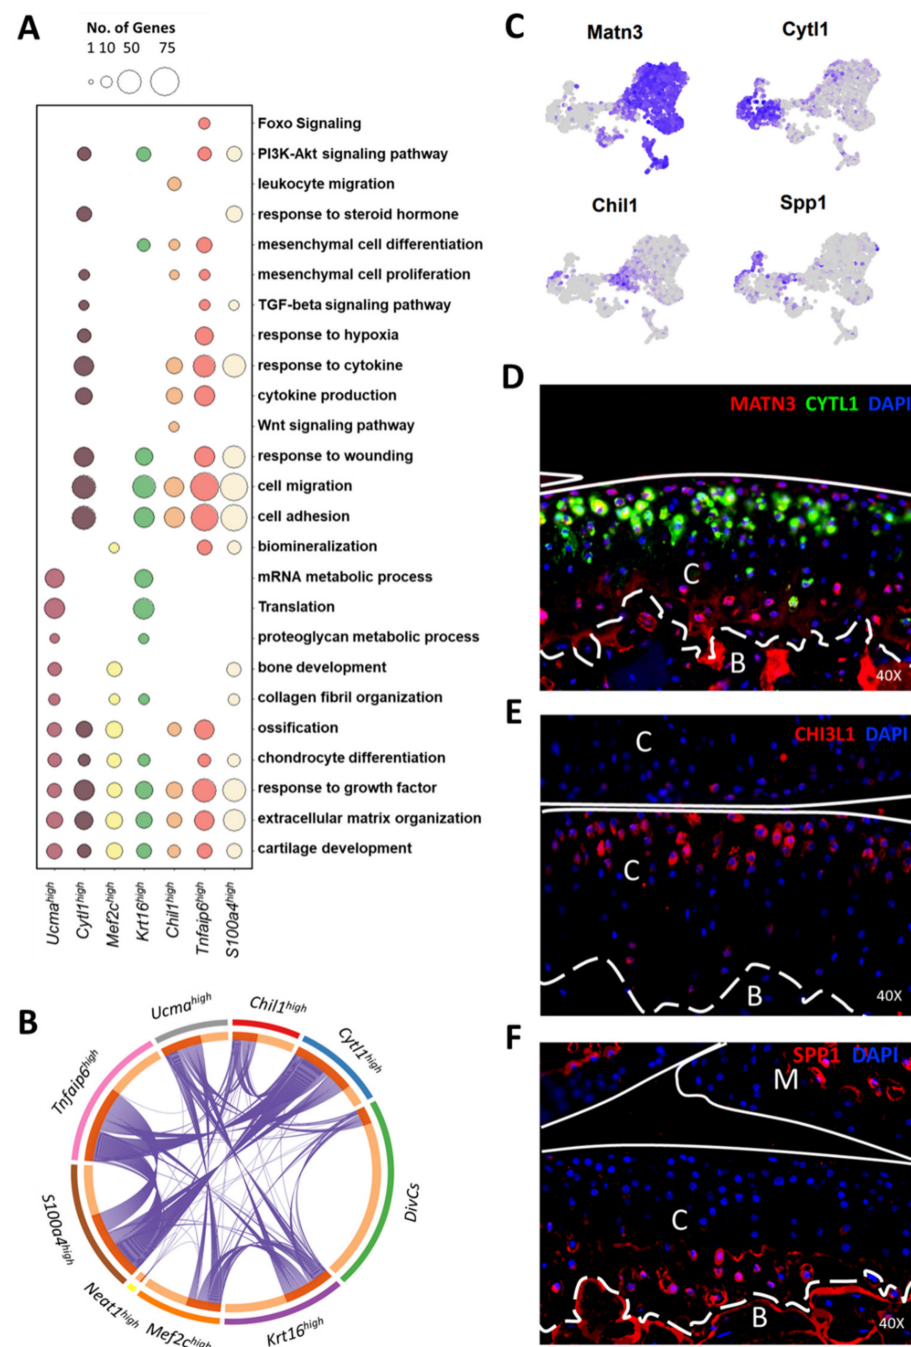 A
No. of Genes
1 10 50 75
Foxo Signaling
PI3K-Akt signaling pathway
leukocyte migration
response to steroid hormone
mesenchymal cell differentiation
mesenchymal cell proliferation
TGF-beta signaling pathway
response to hypoxia
response to cytokine
cytokine production
Wnt signaling pathway
response to wounding
cell migration
cell adhesion
biomineralization
mRNA metabolic process
Translation
proteoglycan metabolic process
bone development
collagen fibril organization
ossification
chondrocyte differentiation
response to growth factor
extracellular matrix organization
cartilage development
Ucmahigh
Cytl1high
Mef2chigh
Krt16high
Chil1high
Tnfaip6high
S100a4high
B
Ucmahigh
Chil1high
Cytl1high
DivCs
Krt16high
Mef2chigh
Neat1high
S100a4high
Tnfaip6high
C
Matn3
Cytl1
Chil1
Spp1
D
MATN3 CYTL1 DAPI
C
B
40X
E
C
CHI3L1 DAPI
C
B
40X
F
SPP1 DAPI
M
C
B
40X